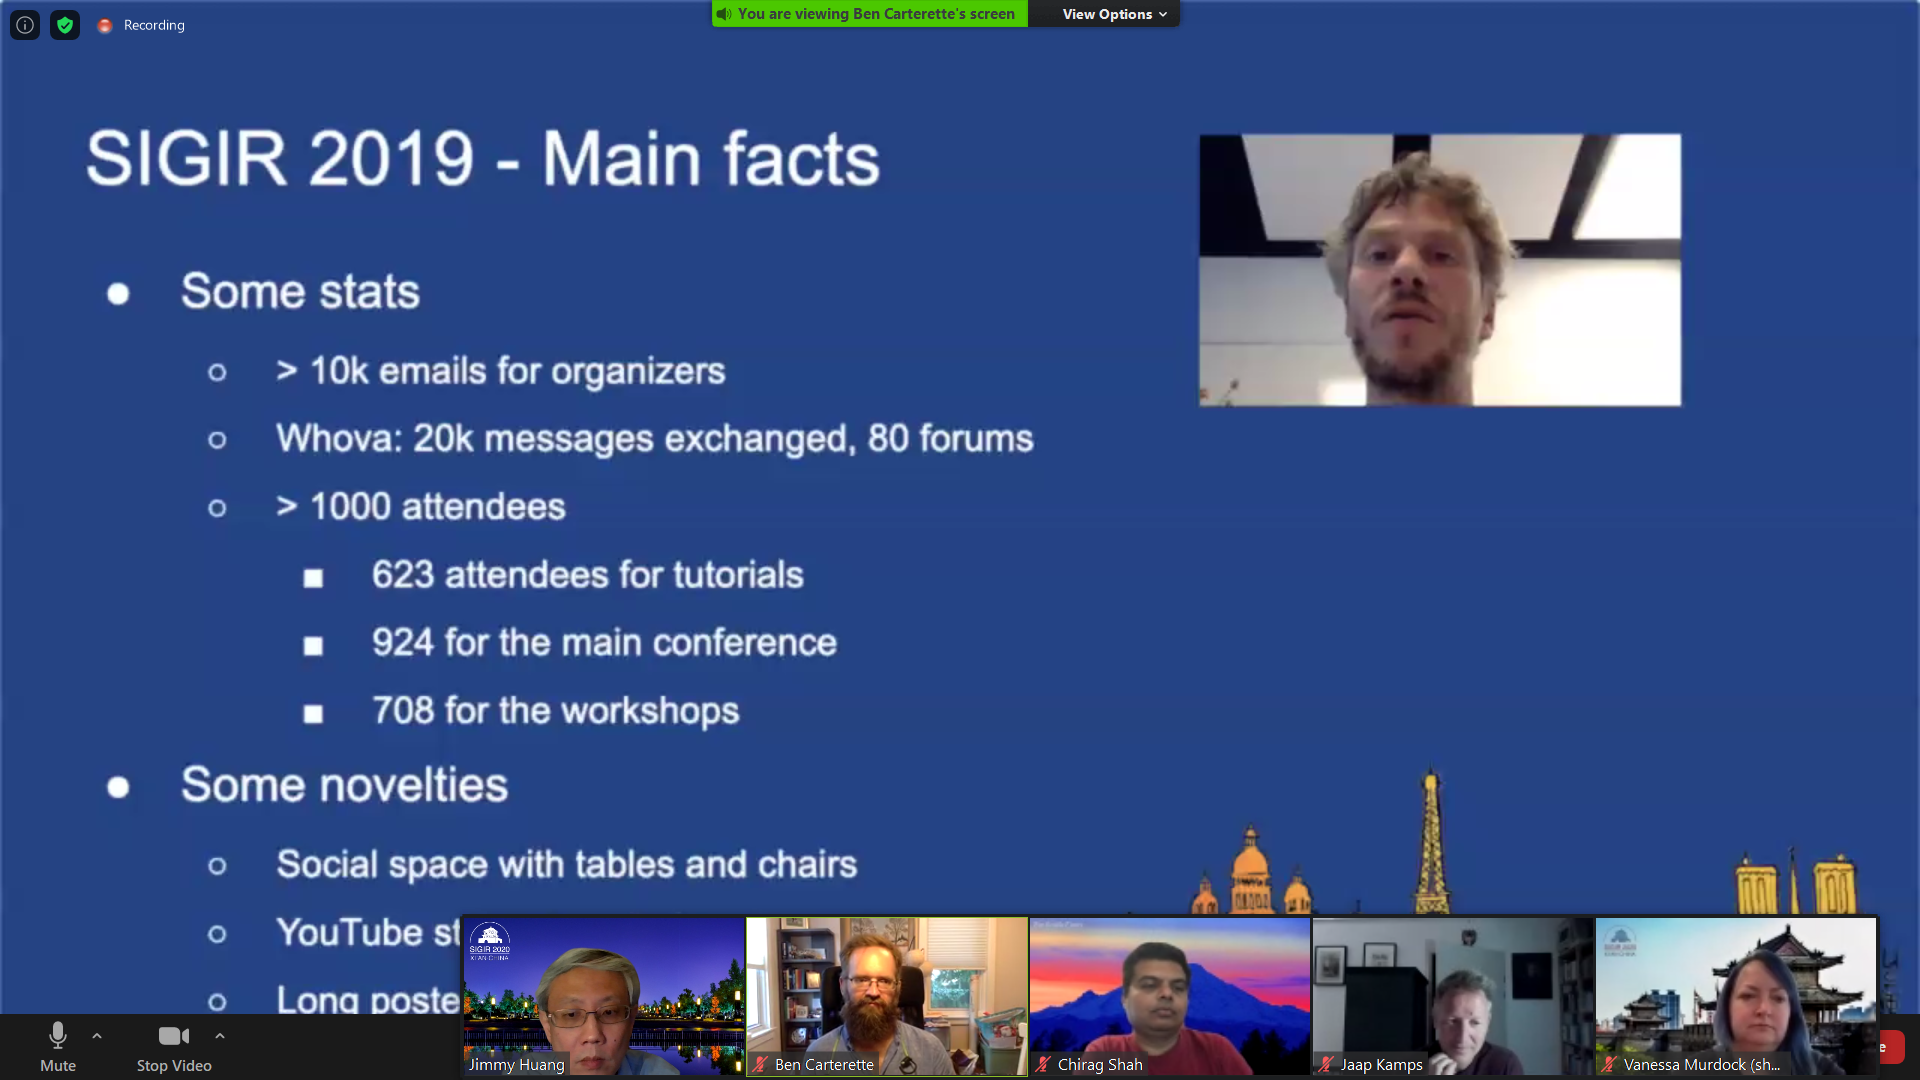 Recording
You are viewing Ben Carterette's screen
View Options
SIGIR 2019 - Main facts
Some stats
> 10k emails for organizers
Whova: 20k messages exchanged, 80 forums
> 1000 attendees
623 attendees for tutorials
924 for the main conference
708 for the workshops
Some novelties
Social space with tables and chairs
YouTube st
Long poste
SIGIR 2020
XI'AN CHINA
Mute
Stop Video
Jimmy Huang
Ben Carterette
Chirag Shah
Jaap Kamps
Vanessa Murdock (sh...